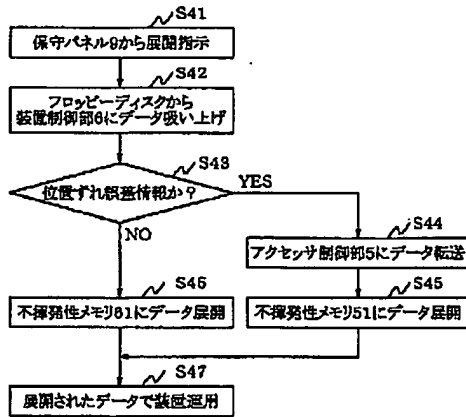 S41
保守パネル9から展開指示
S42
フロッピーディスクから
装置制御部6にデータ吸い上げ
S43
位置ずれ誤差情報か?
YES
NO
S44
アクセッサ制御部5にデータ転送
S46
不揮発性メモリ61にデータ展開
S45
不揮発性メモリ51にデータ展開
S47
展開されたデータで装置運用